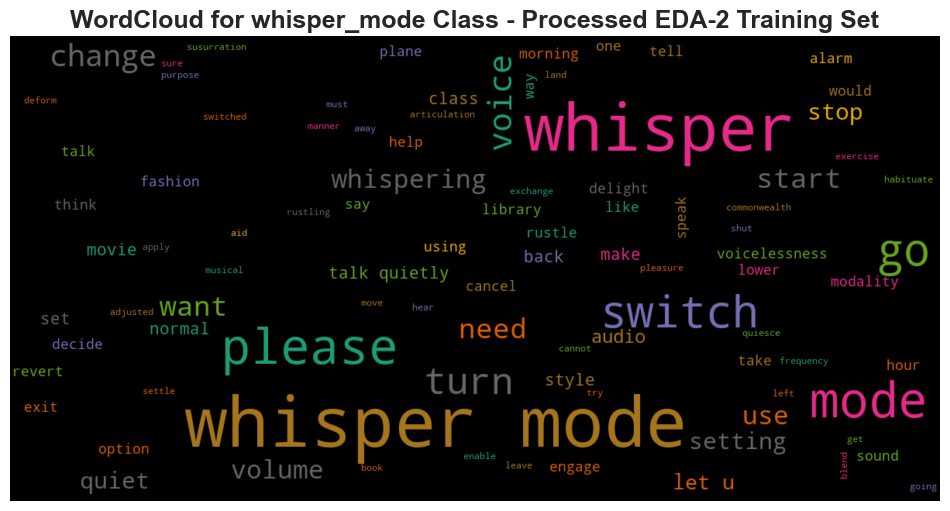 WordCloud for whisper_mode Class - Processed EDA-2 Training Set
susurration
change
sure
purpose
plane
morning
one
tell
alarm
land
voice
way
class
would
deform
must
articulation
stop
switched
manner
away
whisper
help
talk
exercise
fashion
whispering
delight
start
habituate
exchange
think
rustling
say
library
like
speak
commonwealth
aid
rustle
shut
movie
apply
using
back
make
voicelessness
go
musical
talk quietly
pleasure
lower
modality
cancel
want
adjusted
move
hear
switch
set
normal
need
audio
quiesce
decide
please
cannot
take
frequency
hour
revert
turn
style
settle
try
left
mode
exit
whisper mode
use
setting
option
get
enable
sound
volume
book
leave
engage
blend
quiet
let u
going